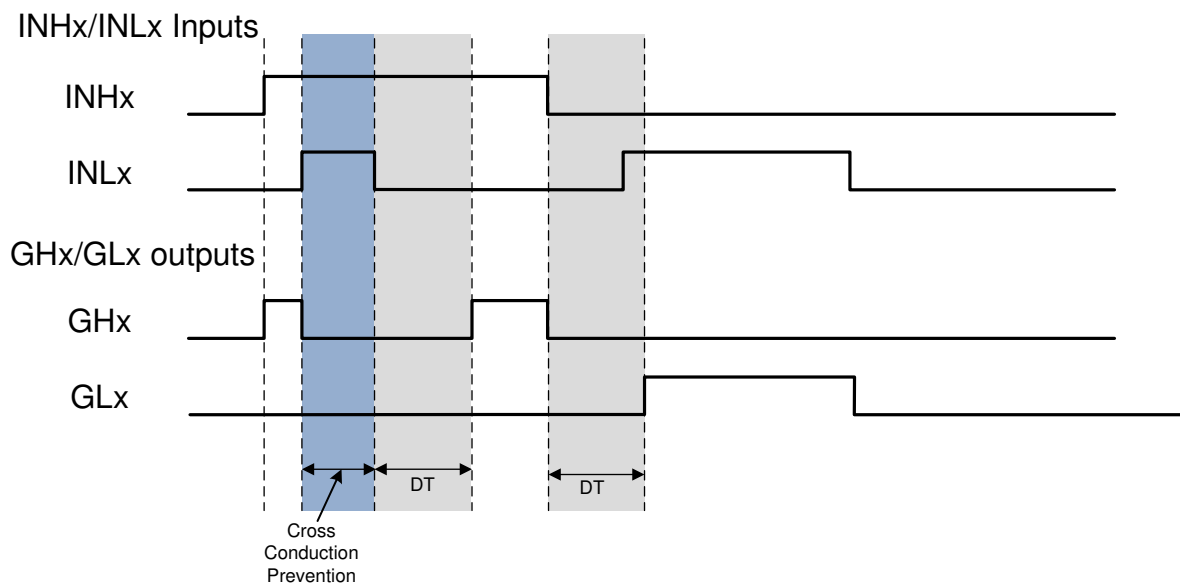 INHx/INLx Inputs
INHx
INLx
GHx/GLx outputs
GHx
GLx
DT
DT
Cross
Conduction
Prevention